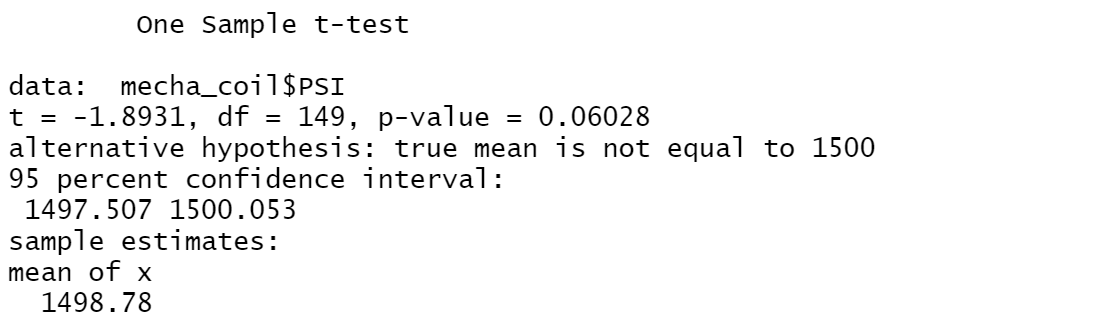 One Sample t-test
data: mecha_coil$PSI
t = -1.8931, df = 149, p-value = 0.06028
alternative hypothesis: true mean is not equal to 1500
95 percent confidence interval:
1497.507 1500.053
sample estimates:
mean of x
1498.78